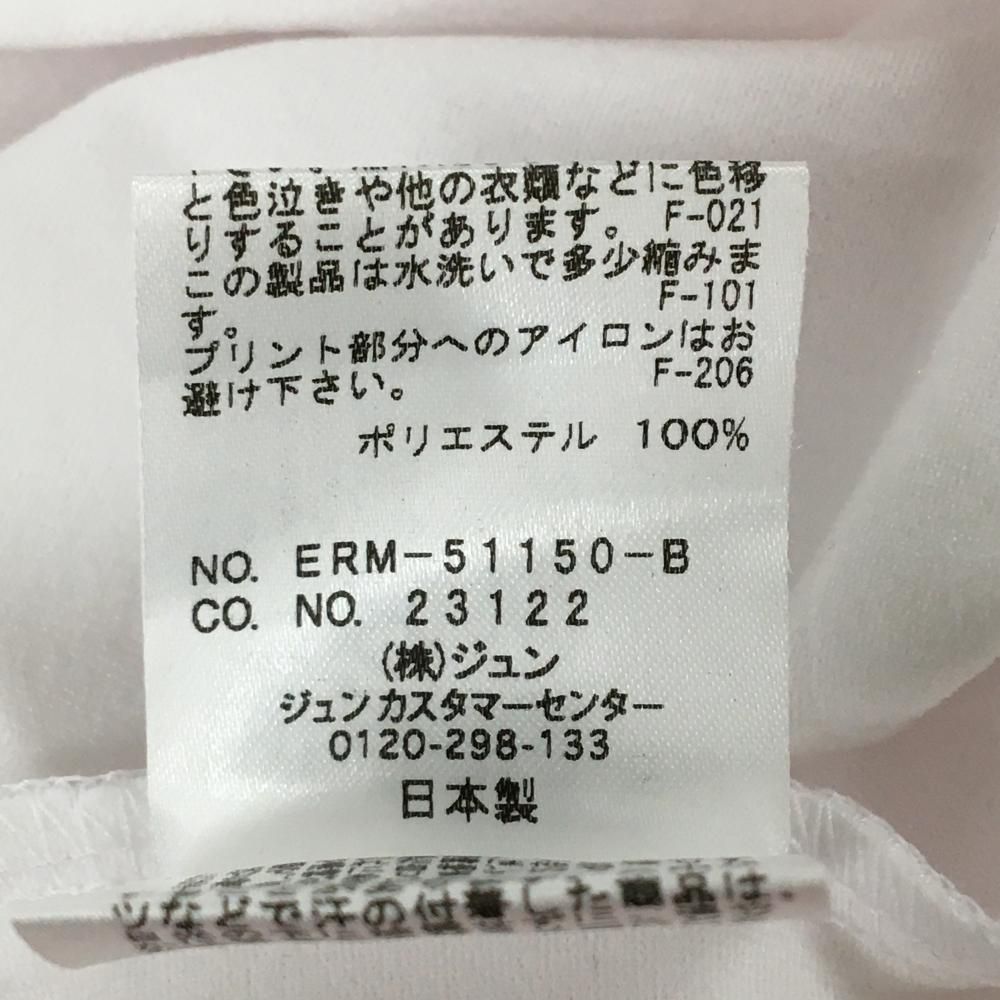 と色泣きや他の衣類などに色移
りすることがあります。 F-021
この製品は水洗いで多少縮みま
す。 F-101
プリント部分へのアイロンはお
避け下さい。 F-206
ポリエステル 100%
NO. ERM-51150-B
CO. NO. 23122
(株)ジュン
ジュンカスタマーセンター
0120-298-133
日本製